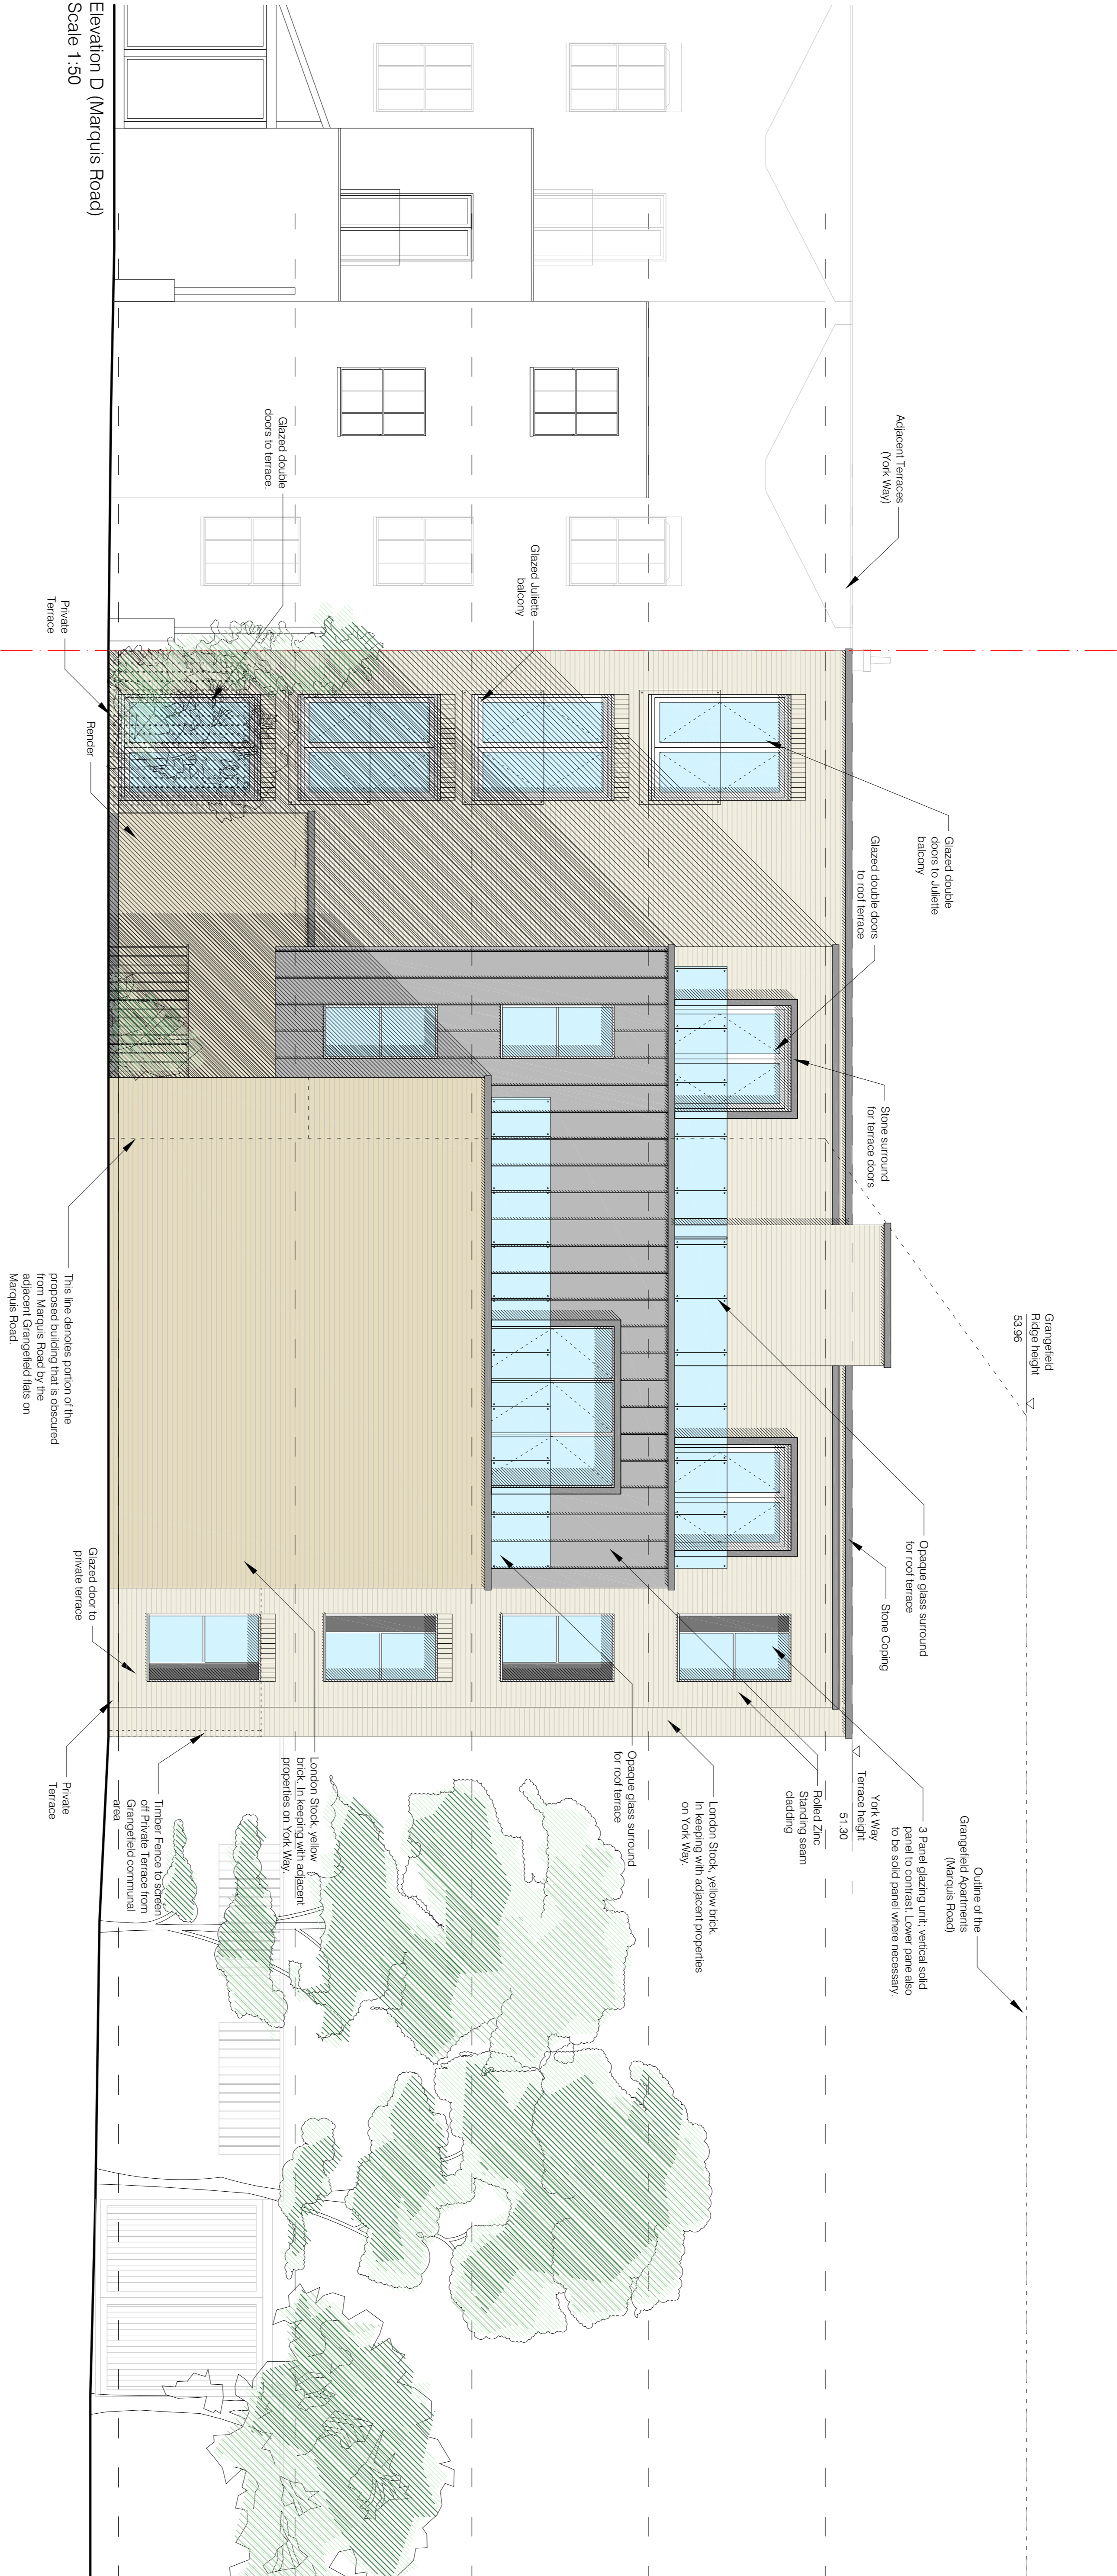 Elevation D (Marquis Road)
Scale 1:50
Adjacent Terraces
(York Way)
Glazed double
doors to terrace.
Glazed Juliette
balcony
Private
Terrace
Render
Glazed double
doors to Juliette
balcony
Glazed double doors
to roof terrace
Stone surround
for terrace doors
Grangefield
Ridge height
53.96
This line denotes portion of the
proposed building that is obscured
from Marquis Road by the
adjacent Grangefield flats on
Marquis Road.
Opaque glass surround
for roof terrace
Stone Coping
Glazed door to
private terrace
York Way
Terrace height
51.30
Outline of the
Grangefield Apartments
(Marquis Road)
3 Panel glazing unit; vertical solid
panel to contrast. Lower pane also
to be solid panel where necessary.
Rolled Zinc
Standing seam
cladding
London Stock, yellow brick.
In keeping with adjacent properties
on York Way.
Opaque glass surround
for roof terrace
London Stock, yellow
brick. In keeping with adjacent
properties on York Way.
Timber Fence to screen
off Private Terrace from
Grangefield communal
area
Private
Terrace